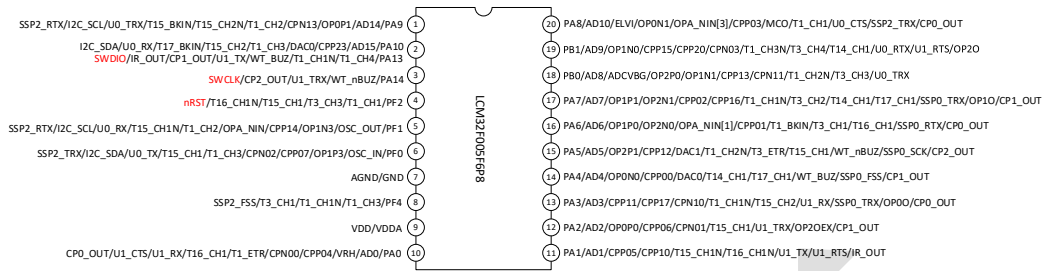 SSP2_RTX/I2C_SCL/U0_TRX/T15_BKIN/T15_CH2N/T1_CH2/CPN13/OP0P1/AD14/PA9 1
I2C_SDA/U0_RX/T17_BKIN/T15_CH2/T1_CH3/DAC0/CPP23/AD15/PA10 2
SWDIO/IR_OUT/CP1_OUT/U1_TX/WT_BUZ/T1_CH1N/T1_CH4/PA13
SWCLK/CP2_OUT/U1_TRX/WT_nBUZ/PA14 3
nRST/T16_CH1N/T15_CH1/T3_CH3/T1_CH1/PF2 4
SSP2_RTX/I2C_SCL/U0_RX/T15_CH1N/T1_CH2/OPA_NIN/CPP14/OP1N3/OSC_OUT/PF1 5
SSP2_TRX/I2C_SDA/U0_TX/T15_CH1/T1_CH3/CPN02/CPP07/OP1P3/OSC_IN/PF0 6
AGND/GND 7
SSP2_FSS/T3_CH1/T1_CH1N/T1_CH3/PF4 8
VDD/VDDA 9
CP0_OUT/U1_CTS/U1_RX/T16_CH1/T1_ETR/CPN00/CPP04/VRH/AD0/PA0 10
LCM32F005F6P8
20 PA8/AD10/ELVI/OP0N1/OPA_NIN[3]/CPP03/MCO/T1_CH1/U0_CTS/SSP2_TRX/CP0_OUT
19 PB1/AD9/OP1N0/CPP15/CPP20/CPN03/T1_CH3N/T3_CH4/T14_CH1/U0_RTX/U1_RTS/OP2O
18 PB0/AD8/ADCVBG/OP2P0/OP1N1/CPP13/CPN11/T1_CH2N/T3_CH3/U0_TRX
17 PA7/AD7/OP1P1/OP2N1/CPP02/CPP16/T1_CH1N/T3_CH2/T14_CH1/T17_CH1/SSP0_TRX/OP1O/CP1_OUT
16 PA6/AD6/OP1P0/OP2N0/OPA_NIN[1]/CPP01/T1_BKIN/T3_CH1/T16_CH1/SSP0_RTX/CP0_OUT
15 PA5/AD5/OP2P1/CPP12/DAC1/T1_CH2N/T3_ETR/T15_CH1/WT_nBUZ/SSP0_SCK/CP2_OUT
14 PA4/AD4/OP0N0/CPP00/DAC0/T14_CH1/T17_CH1/WT_BUZ/SSP0_FSS/CP1_OUT
13 PA3/AD3/CPP11/CPP17/CPN10/T1_CH1N/T15_CH2/U1_RX/SSP0_TRX/OP0O/CP0_OUT
12 PA2/AD2/OP0P0/CPP06/CPN01/T15_CH1/U1_TRX/OP2OEX/CP1_OUT
11 PA1/AD1/CPP05/CPP10/T15_CH1N/T16_CH1N/U1_TX/U1_RTS/IR_OUT